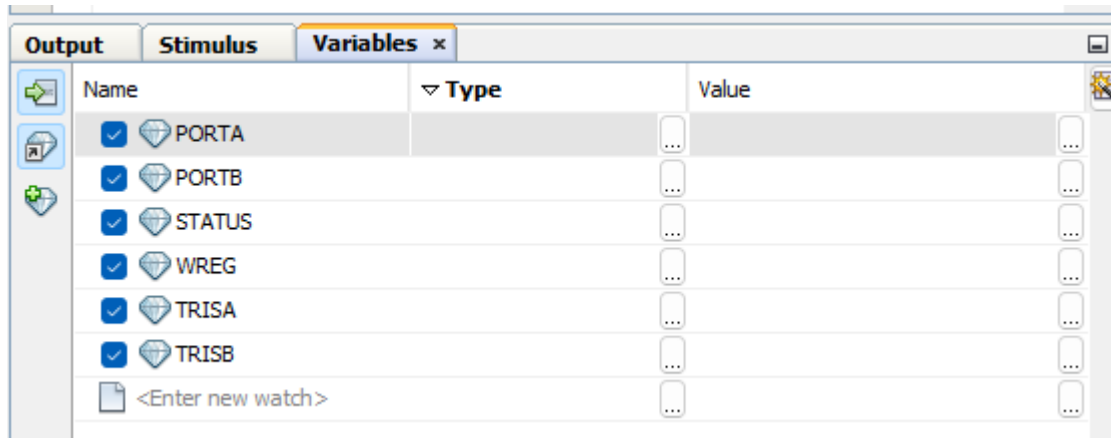 Output Stimulus Variables ×
Name Type Value
PORTA ... ...
PORTB ... ...
STATUS ... ...
WREG ... ...
TRISA ... ...
TRISB ... ...
<Enter new watch> ... ...